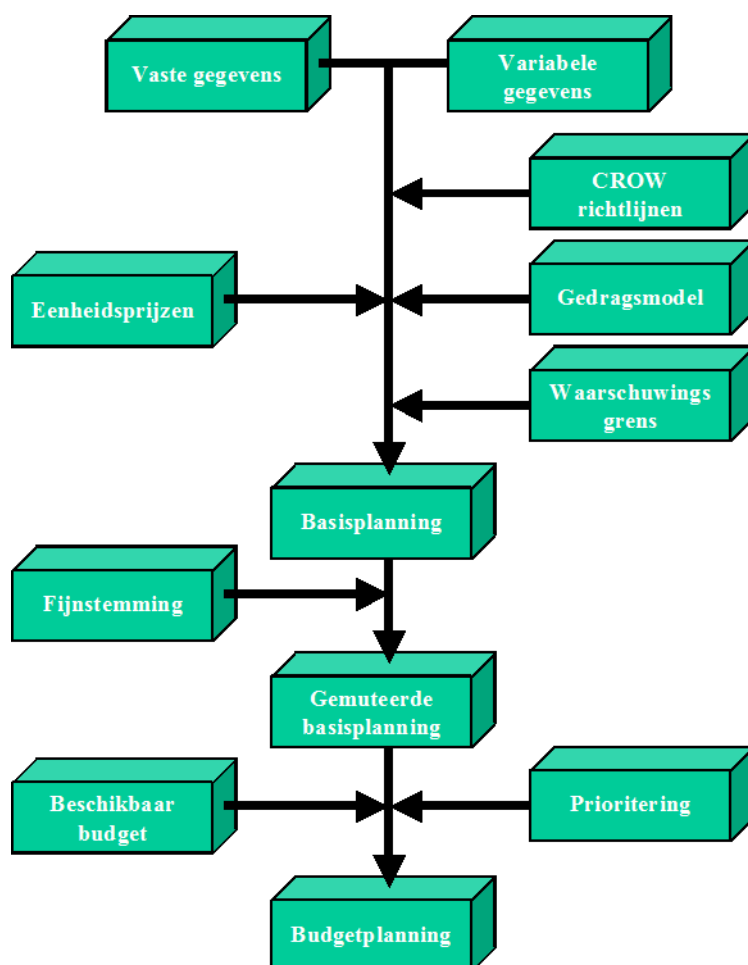 Vaste gegevens
Variabele
gegevens
CROW
richtlijnen
Eenheidsprijzen
Gedragsmodel
Waarschuwings
grens
Basisplanning
Fijnstemming
Gemuteerde
basisplanning
Beschikbaar
budget
Prioritering
Budgetplanning